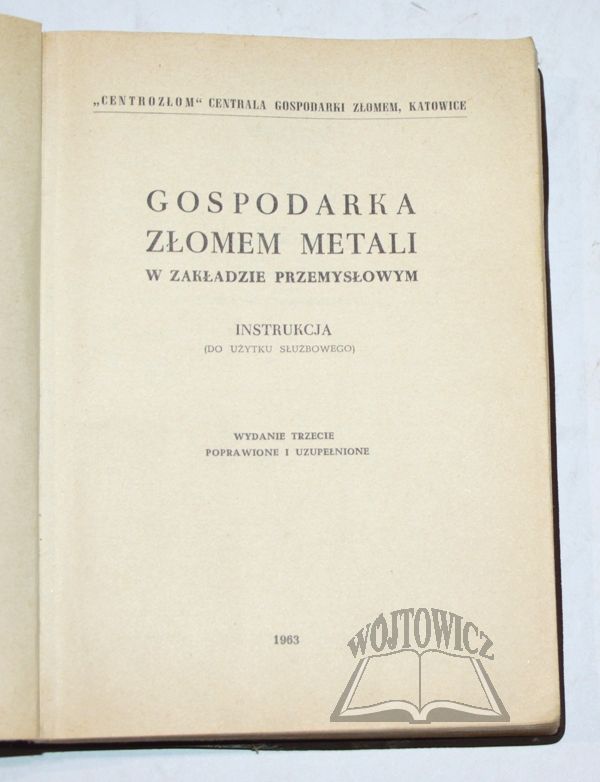 „CENTROZŁOM“ CENTRALA GOSPODARKI ZŁOMEM, KATOWICE
GOSPODARKA
ZŁOMEM METALI
W ZAKŁADZIE PRZEMYSŁOWYM
INSTRUKCJA
(DO UŻYTKU SŁUŻBOWEGO)
WYDANIE TRZECIE
POPRAWIONE I UZUPEŁNIONE
1963
WÓJTOWICZ